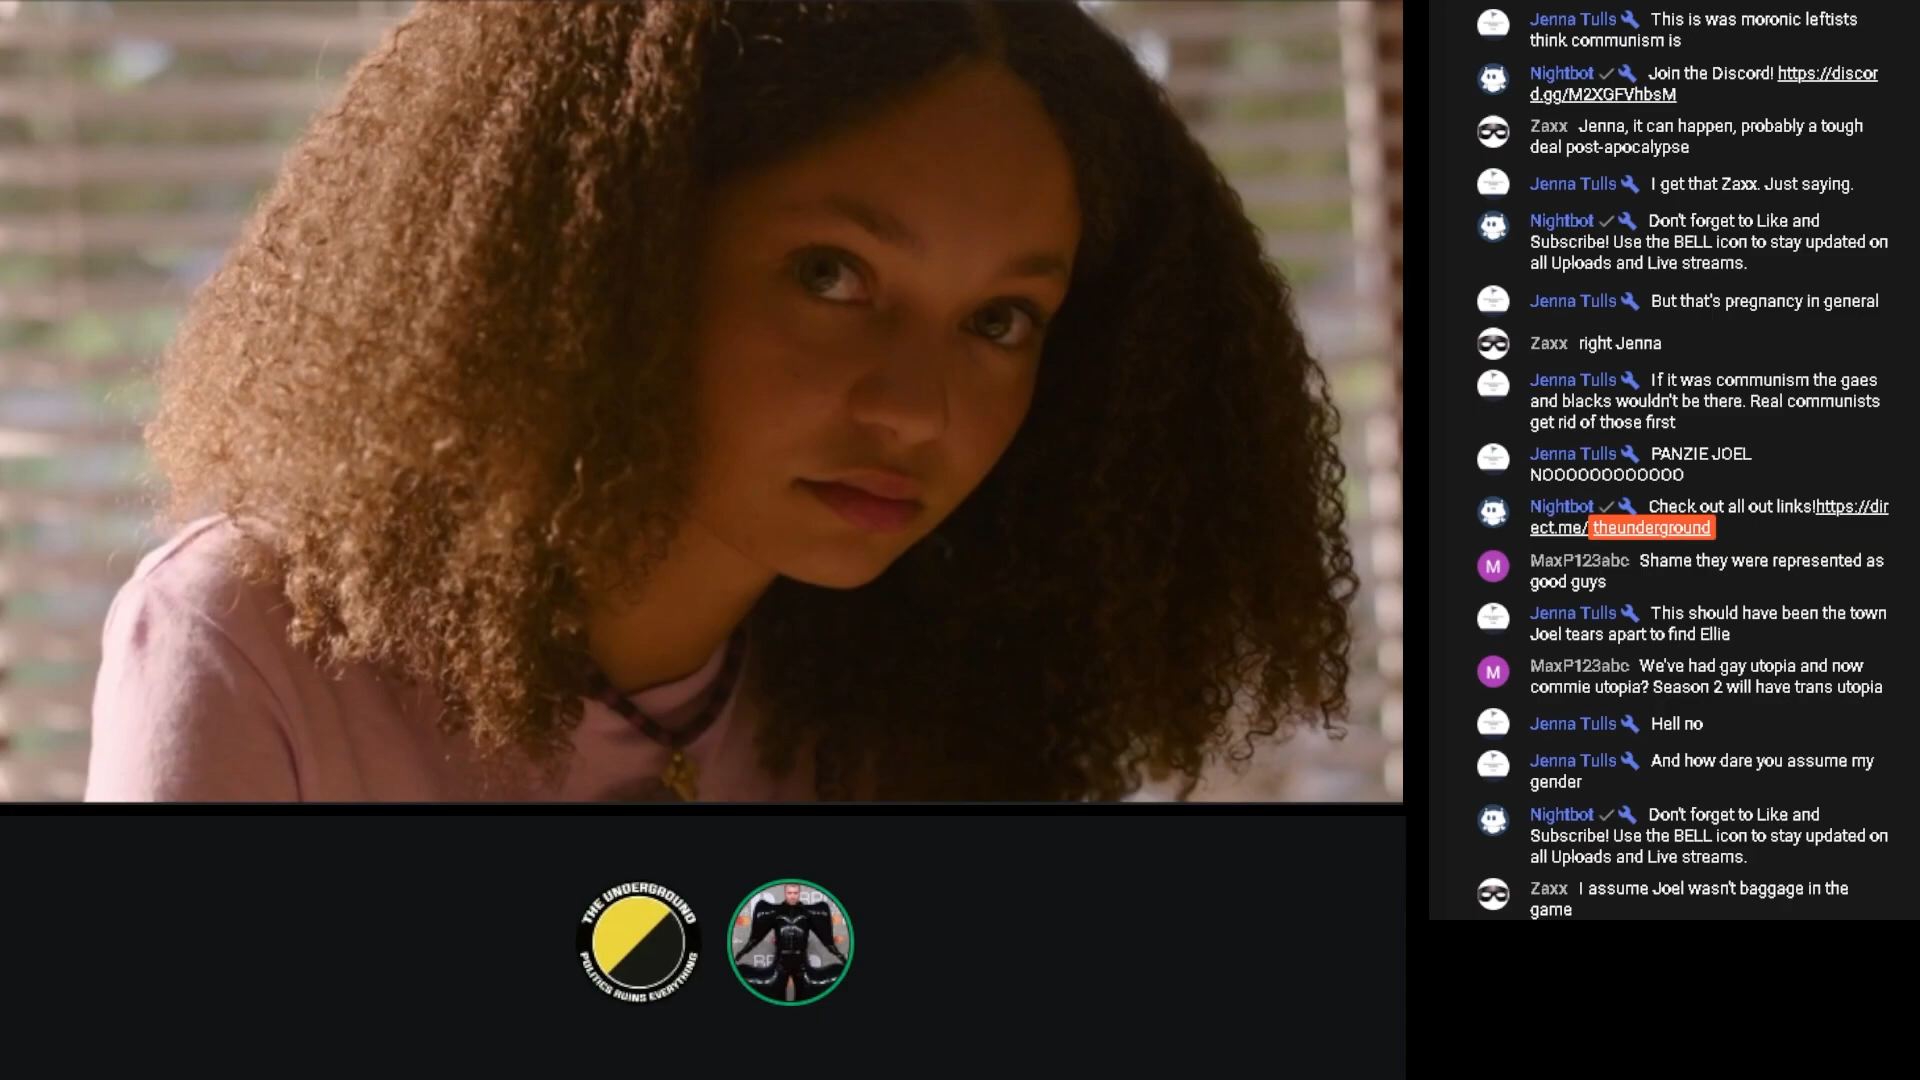 Jenna Tulls This is was moronic leftists
think communism is
Nightbot Join the Discord! https://discor
d.gg/M2XGFVhbsM
Zaxx Jenna, it can happen, probably a tough
deal post-apocalypse
Jenna Tulls I get that Zaxx. Just saying.
Nightbot Don't forget to Like and
Subscribe! Use the BELL icon to stay updated on
all Uploads and Live streams.
Jenna Tulls But that's pregnancy in general
Zaxx right Jenna
Jenna Tulls If it was communism the gaes
and blacks wouldn't be there. Real communists
get rid of those first
Jenna Tulls PANZIE JOEL
NOOOOOOOOOOOO
Nightbot Check out all out links!https://dir
ect.me/theunderground
M MaxP123abc Shame they were represented as
good guys
Jenna Tulls This should have been the town
Joel tears apart to find Ellie
M MaxP123abc We've had gay utopia and now
commie utopia? Season 2 will have trans utopia
Jenna Tulls Hell no
Jenna Tulls And how dare you assume my
gender
Nightbot Don't forget to Like and
Subscribe! Use the BELL icon to stay updated on
all Uploads and Live streams.
Zaxx I assume Joel wasn't baggage in the
game
THE UNDERGROUND
POLITICS RUINS EVERYTHING